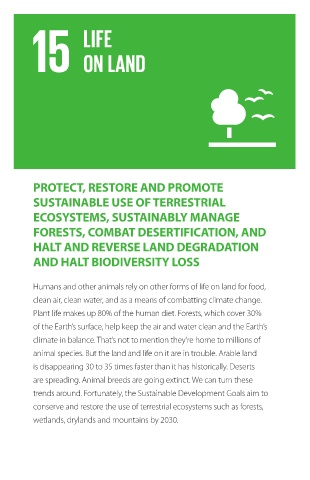 15 LIFE
ON LAND
PROTECT, RESTORE AND PROMOTE
SUSTAINABLE USE OF TERRESTRIAL
ECOSYSTEMS, SUSTAINABLY MANAGE
FORESTS, COMBAT DESERTIFICATION, AND
HALT AND REVERSE LAND DEGRADATION
AND HALT BIODIVERSITY LOSS
Humans and other animals rely on other forms of life on land for food,
clean air, clean water, and as a means of combatting climate change.
Plant life makes up 80% of the human diet. Forests, which cover 30%
of the Earth's surface, help keep the air and water clean and the Earth's
climate in balance. That's not to mention they're home to millions of
animal species. But the land and life on it are in trouble. Arable land
is disappearing 30 to 35 times faster than it has historically. Deserts
are spreading. Animal breeds are going extinct. We can turn these
trends around. Fortunately, the Sustainable Development Goals aim to
conserve and restore the use of terrestrial ecosystems such as forests,
wetlands, drylands and mountains by 2030.